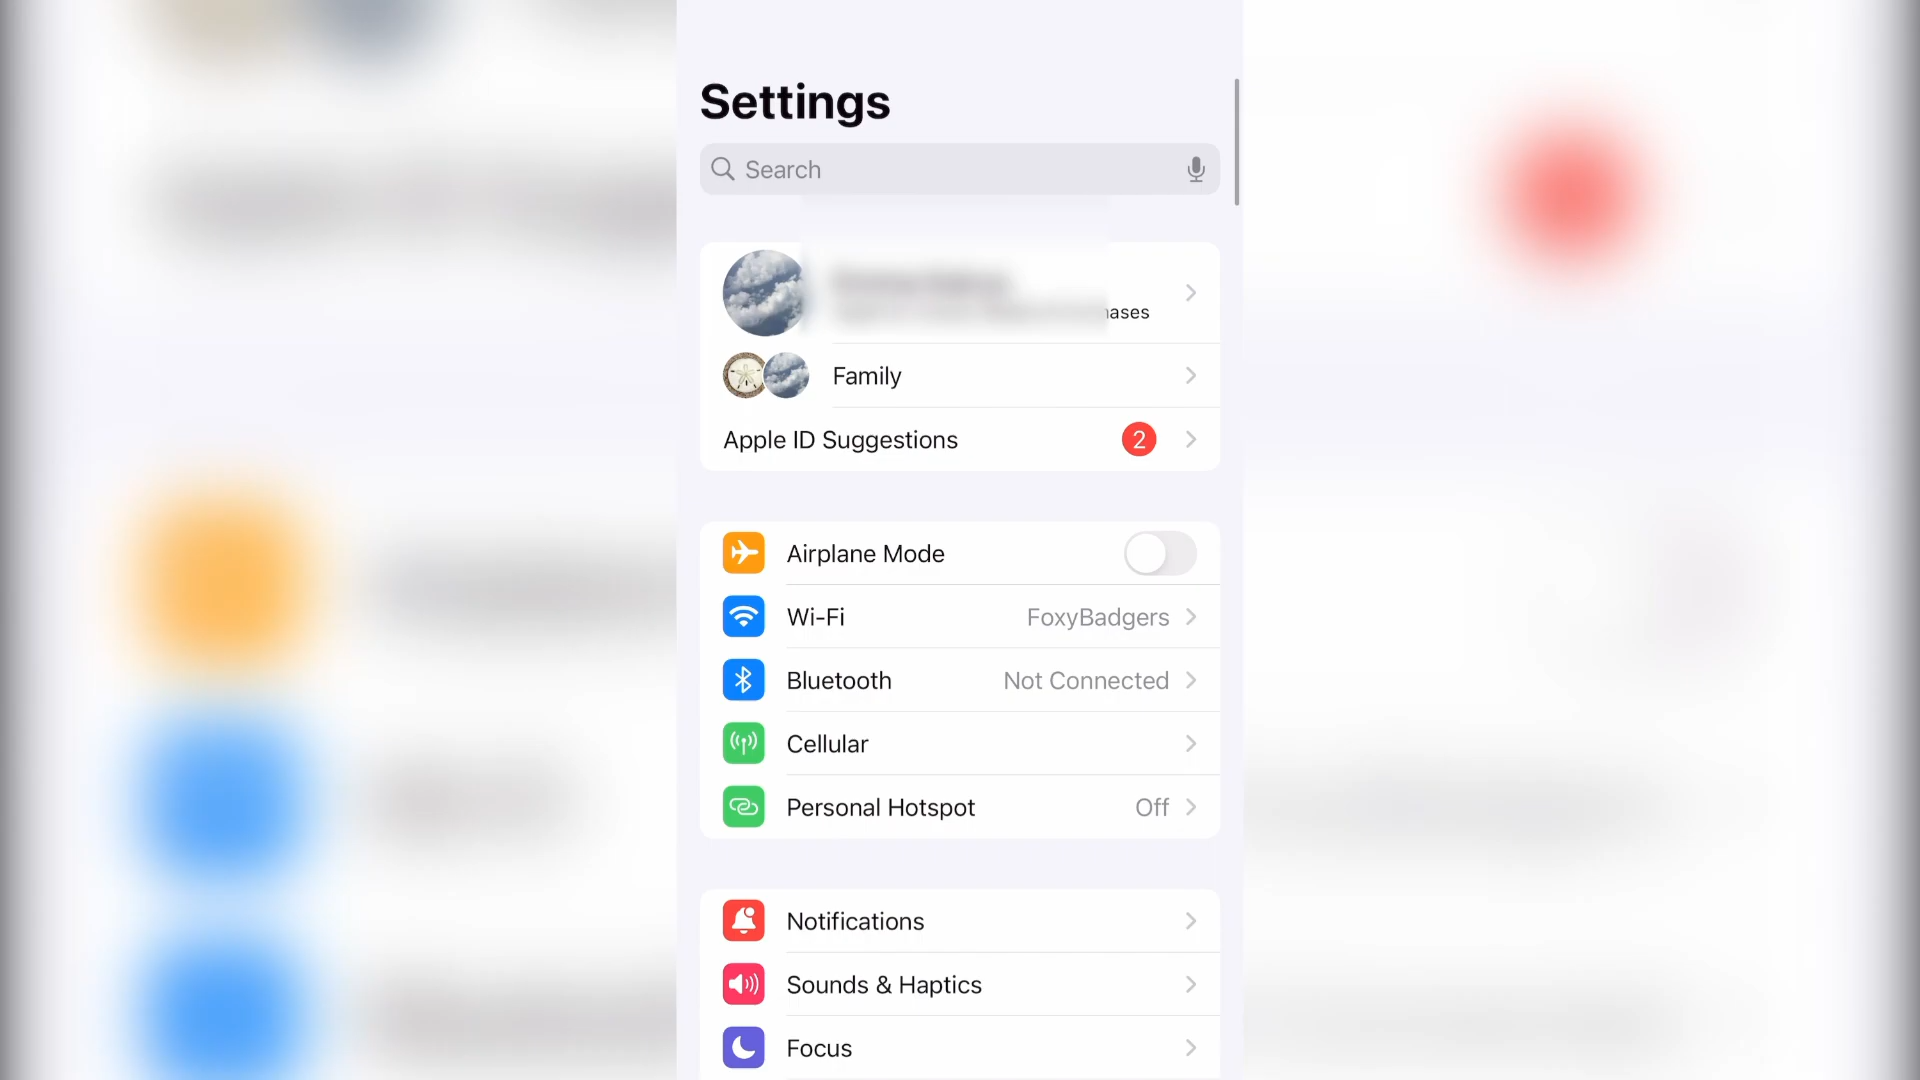 Settings
Search
Family
Apple ID Suggestions 2
Airplane Mode
Wi-Fi FoxyBadgers
Bluetooth Not Connected
Cellular
Personal Hotspot Off
Notifications
Sounds & Haptics
Focus